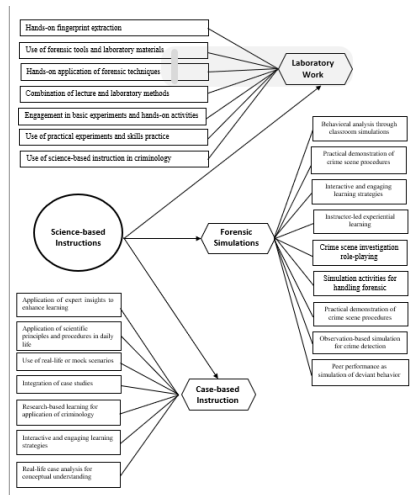 Hands-on fingerprint extraction
Use of forensic tools and laboratory materials
Hands-on application of forensic techniques
Combination of lecture and laboratory methods
Engagement in basic experiments and hands-on activities
Use of practical experiments and skills practice
Use of science-based instruction in criminology
Laboratory
Work
Behavioral analysis through
classroom simulations
Practical demonstration of
crime scene procedures
Interactive and engaging
learning strategies
Instructor-led experiential
learning
Crime scene investigation
role-playing
Simulation activities for
handling forensic
Practical demonstration of
crime scene procedures
Observation-based simulation
for crime detection
Peer performance as
simulation of deviant behavior
Science-based
Instructions
Forensic
Simulations
Application of expert insights to
enhance learning
Application of scientific
principles and procedures in daily
life
Use of real-life or mock scenarios
Integration of case studies
Research-based learning for
application of criminology
Interactive and engaging learning
strategies
Real-life case analysis for
conceptual understanding
Case-based
Instruction